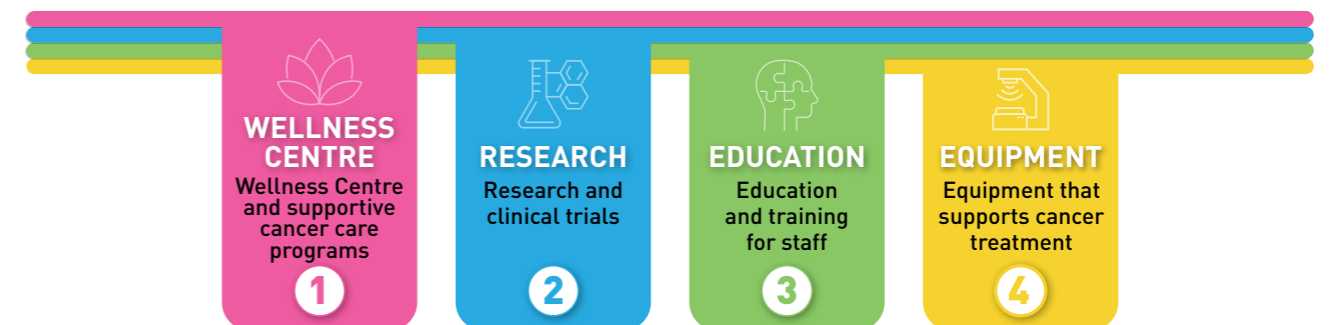 WELLNESS
CENTRE
Wellness Centre
and supportive
cancer care
programs
1
RESEARCH
Research and
clinical trials
2
EDUCATION
Education
and training
for staff
3
EQUIPMENT
Equipment that
supports cancer
treatment
4